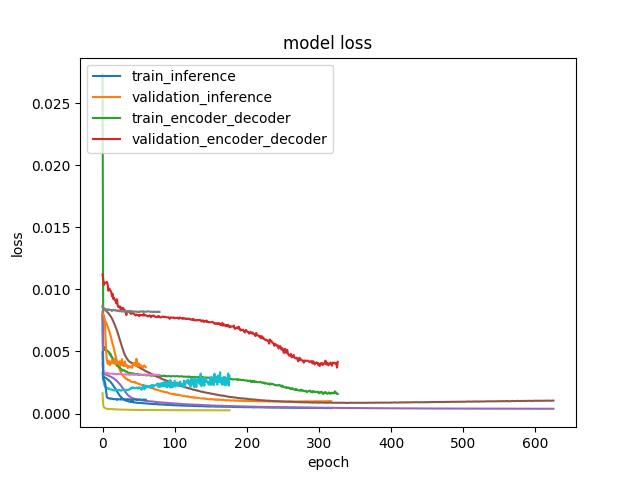 model loss
train_inference
validation_inference
train_encoder_decoder
validation_encoder_decoder
loss
0.025
0.020
0.015
0.010
0.005
0.000
0 100 200 300 400 500 600
epoch